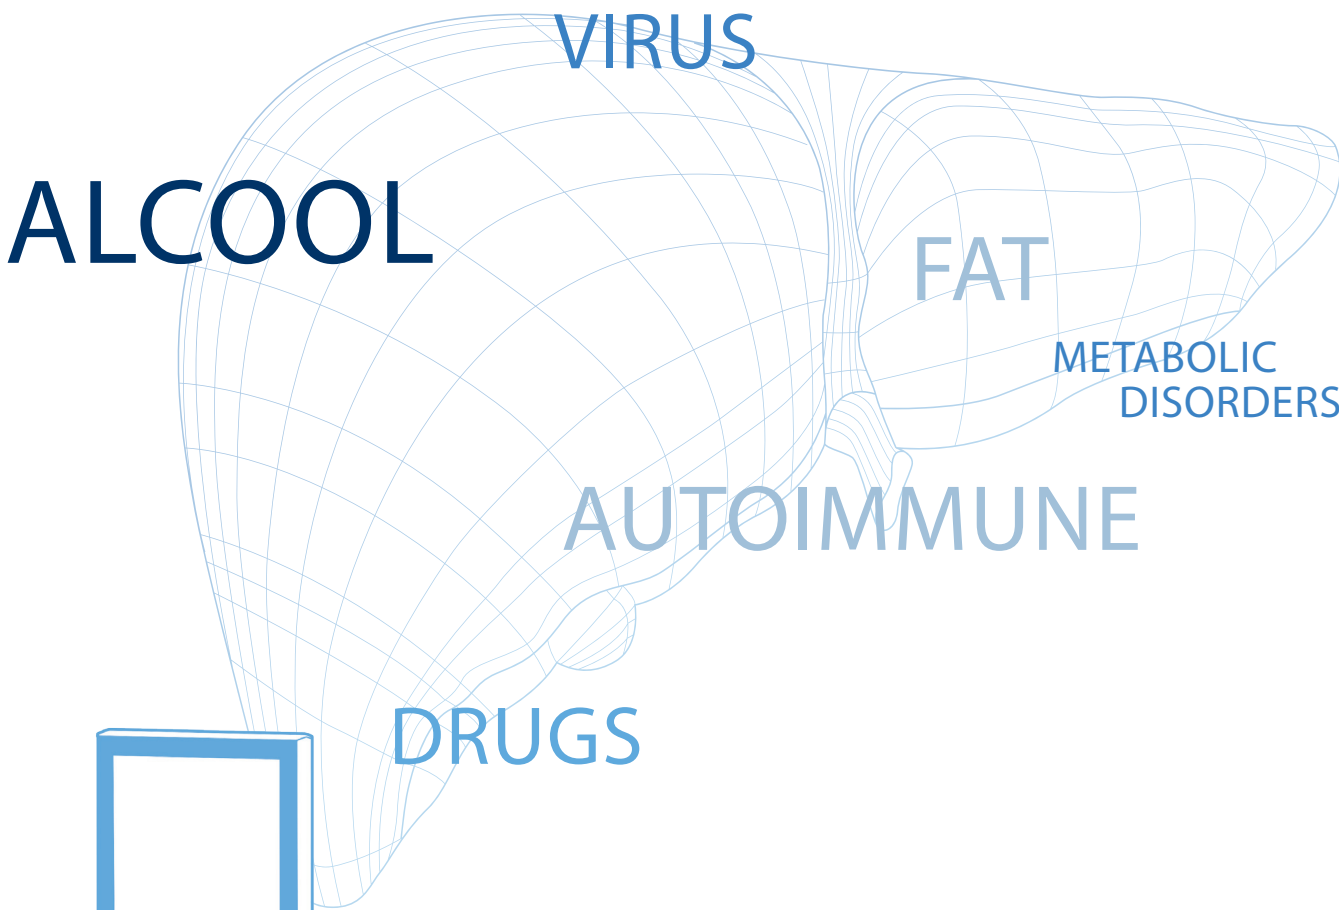 VIRUS
ALCOOL
FAT
METABOLIC
DISORDERS
AUTOIMMUNE
DRUGS